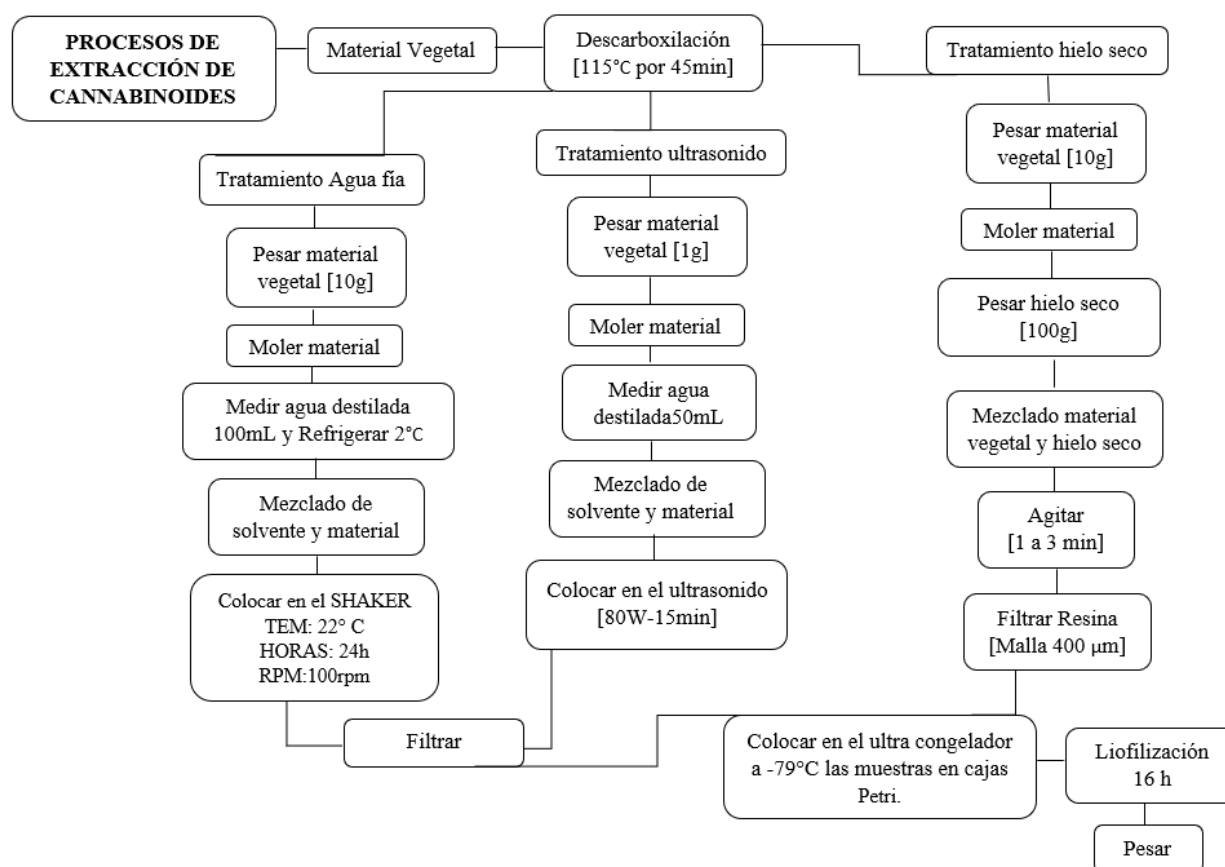 PROCESOS DE
EXTRACCIÓN DE
CANNABINOIDES
Material Vegetal
Descarboxilación
[115°C por 45min]
Tratamiento Agua fía
Pesar material
vegetal [10g]
Moler material
Medir agua destilada
100mL y Refrigerar 2°C
Mezclado de
solvente y material
Colocar en el SHAKER
TEM: 22° C
HORAS: 24h
RPM:100rpm
Tratamiento ultrasonido
Pesar material
vegetal [1g]
Moler material
Medir agua
destilada50mL
Mezclado de
solvente y material
Colocar en el ultrasonido
[80W-15min]
Filtrar
Tratamiento hielo seco
Pesar material
vegetal [10g]
Moler material
Pesar hielo seco
[100g]
Mezclado material
vegetal y hielo seco
Agitar
[1 a 3 min]
Filtrar Resina
[Malla 400 µm]
Colocar en el ultra congelador
a -79°C las muestras en cajas
Petri.
Liofilización
16 h
Pesar